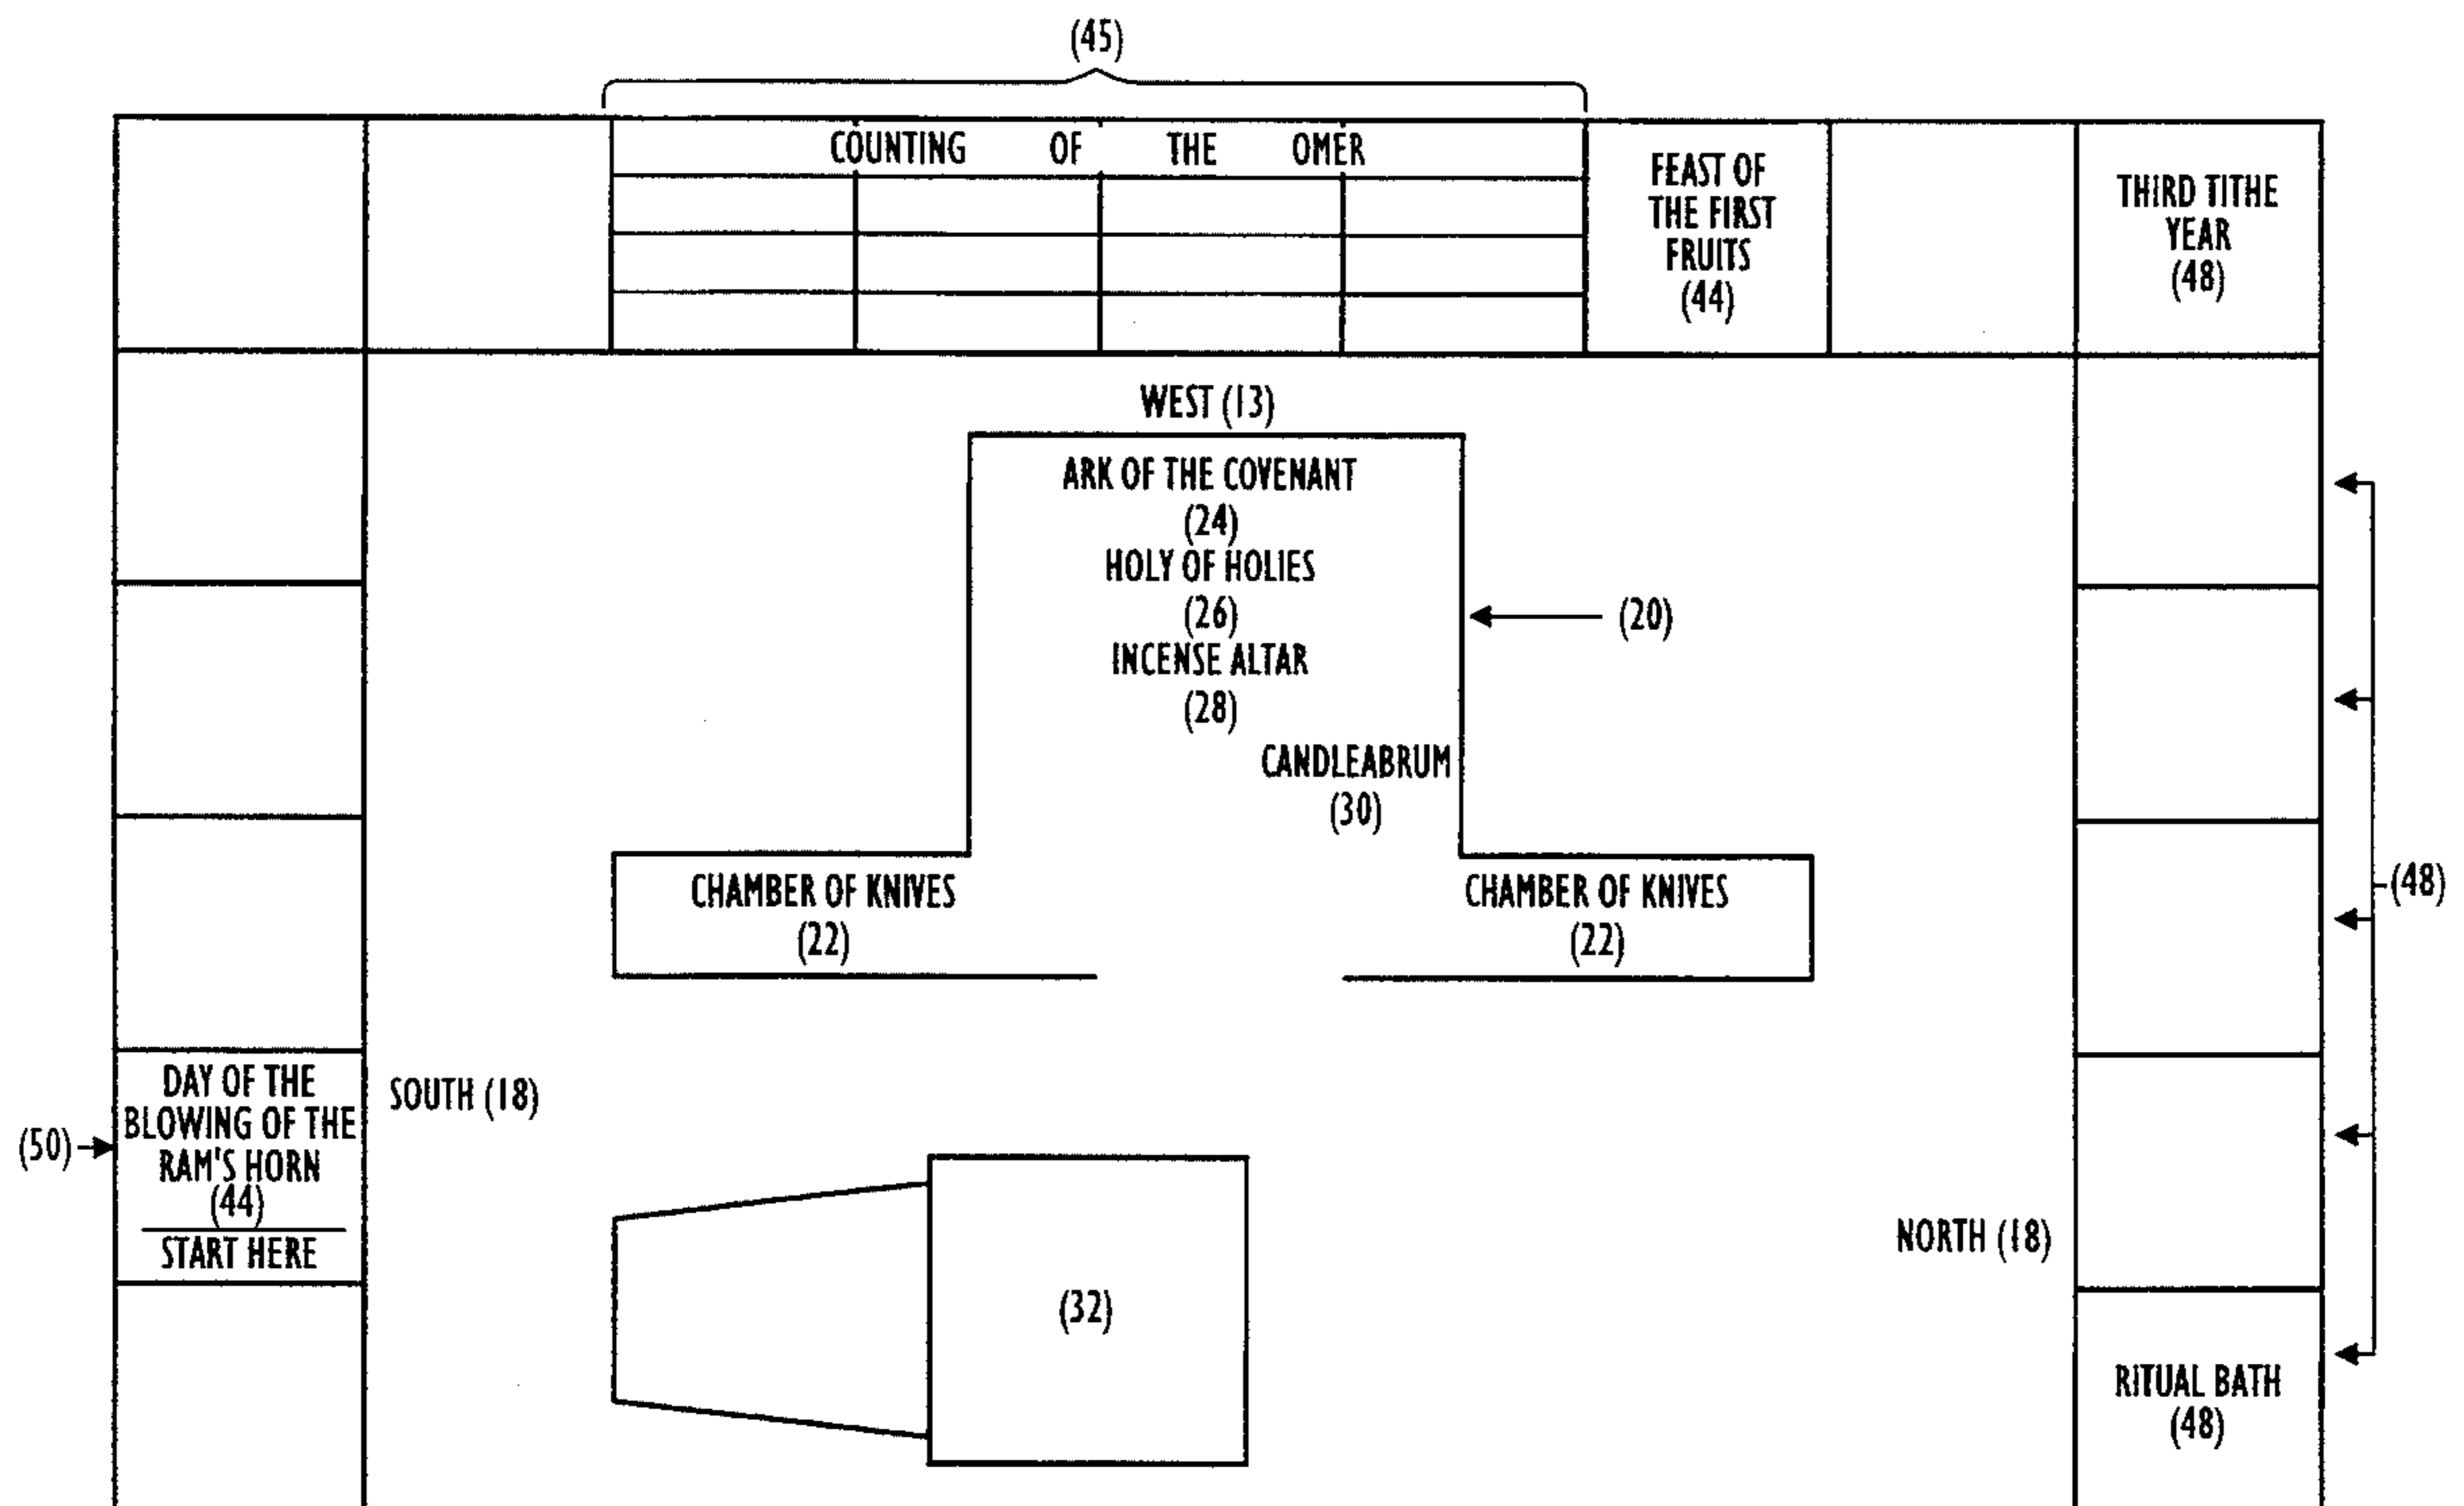 (45)
COUNTING OF THE OMER
FEAST OF
THE FIRST
FRUITS
(44)
THIRD TITHE
YEAR
(48)
WEST (13)
ARK OF THE COVENANT
(24)
HOLY OF HOLIES
(26)
INCENSE ALTAR
(28)
(20)
CANDLEABRUM
(30)
CHAMBER OF KNIVES
(22)
CHAMBER OF KNIVES
(22)
(48)
DAY OF THE
BLOWING OF THE
RAM'S HORN
(44)
START HERE
(50)
SOUTH (18)
NORTH (18)
(32)
RITUAL BATH
(48)